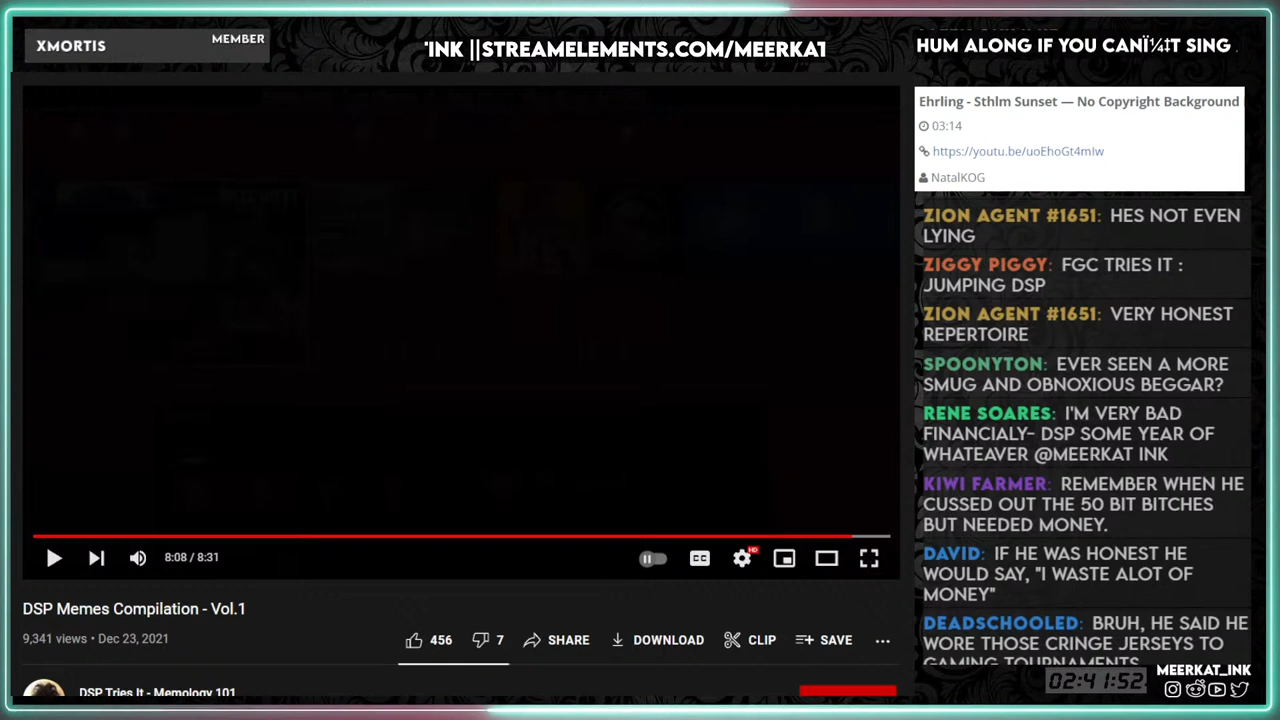 XMORTIS
MEMBER
INK ||STREAMELEMENTS.COM/MEERKAT
HUM ALONG IF YOU CANÏ¼‡T SING
Ehrling - Sthlm Sunset — No Copyright Background
03:14
https://youtu.be/uoEhoGt4mIw
NatalKOG
ZION AGENT #1651: HES NOT EVEN
LYING
ZIGGY PIGGY: FGC TRIES IT :
JUMPING DSP
ZION AGENT #1651: VERY HONEST
REPERTOIRE
SPOONYTON: EVER SEEN A MORE
SMUG AND OBNOXIOUS BEGGAR?
RENE SOARES: I'M VERY BAD
FINANCIALY- DSP SOME YEAR OF
WHATEAVER @MEERKAT INK
KIWI FARMER: REMEMBER WHEN HE
CUSSED OUT THE 50 BIT BITCHES
BUT NEEDED MONEY.
DAVID: IF HE WAS HONEST HE
WOULD SAY, "I WASTE ALOT OF
MONEY"
DEADSCHOOLED: BRUH, HE SAID HE
WORE THOSE CRINGE JERSEYS TO
GAMING TOURNAMENTS
8:08 / 8:31
CC
HD
DSP Memes Compilation - Vol.1
9,341 views • Dec 23, 2021
456
7
SHARE
DOWNLOAD
CLIP
SAVE
DSP Tries It - Memology 101
MEERKAT_INK
02:41:52